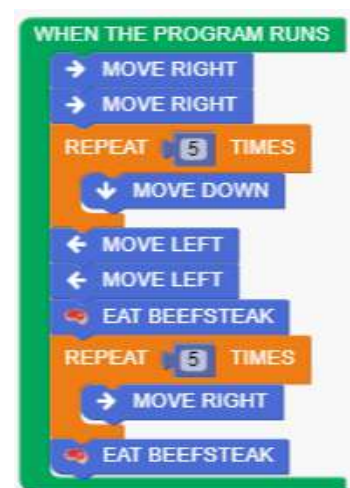 WHEN THE PROGRAM RUNS
MOVE RIGHT
MOVE RIGHT
REPEAT 5 TIMES
MOVE DOWN
MOVE LEFT
MOVE LEFT
EAT BEEFSTEAK
REPEAT 5 TIMES
MOVE RIGHT
EAT BEEFSTEAK